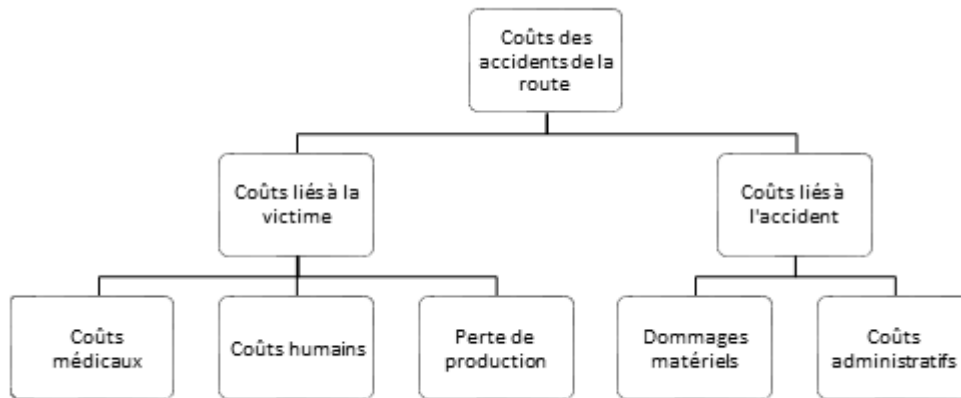 Coûts des
accidents de la
route
Coûts liés à la
victime
Coûts liés à
l'accident
Coûts
médicaux
Coûts humains
Perte de
production
Dommages
matériels
Coûts
administratifs